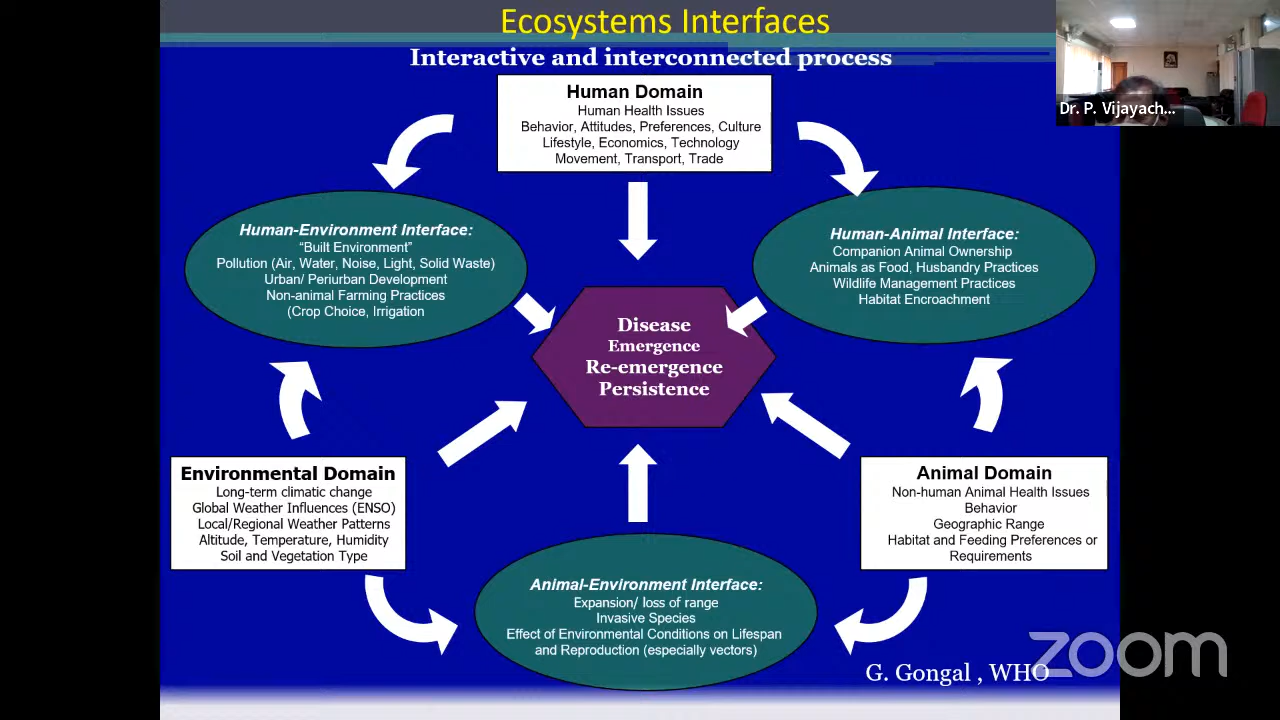 Ecosystems Interfaces
Interactive and interconnected process
Dr. P. Vijayach...
Human Domain
Human Health Issues
Behavior, Attitudes, Preferences, Culture
Lifestyle, Economics, Technology
Movement, Transport, Trade
Human-Environment Interface:
“Built Environment”
Pollution (Air, Water, Noise, Light, Solid Waste)
Urban/ Periurban Development
Non-animal Farming Practices
(Crop Choice, Irrigation
Human-Animal Interface:
Companion Animal Ownership
Animals as Food, Husbandry Practices
Wildlife Management Practices
Habitat Encroachment
Disease
Emergence
Re-emergence
Persistence
Environmental Domain
Long-term climatic change
Global Weather Influences (ENSO)
Local/Regional Weather Patterns
Altitude, Temperature, Humidity
Soil and Vegetation Type
Animal Domain
Non-human Animal Health Issues
Behavior
Geographic Range
Habitat and Feeding Preferences or
Requirements
Animal-Environment Interface:
Expansion/ loss of range
Invasive Species
Effect of Environmental Conditions on Lifespan
and Reproduction (especially vectors)
G. Gongal , WHO
zoom